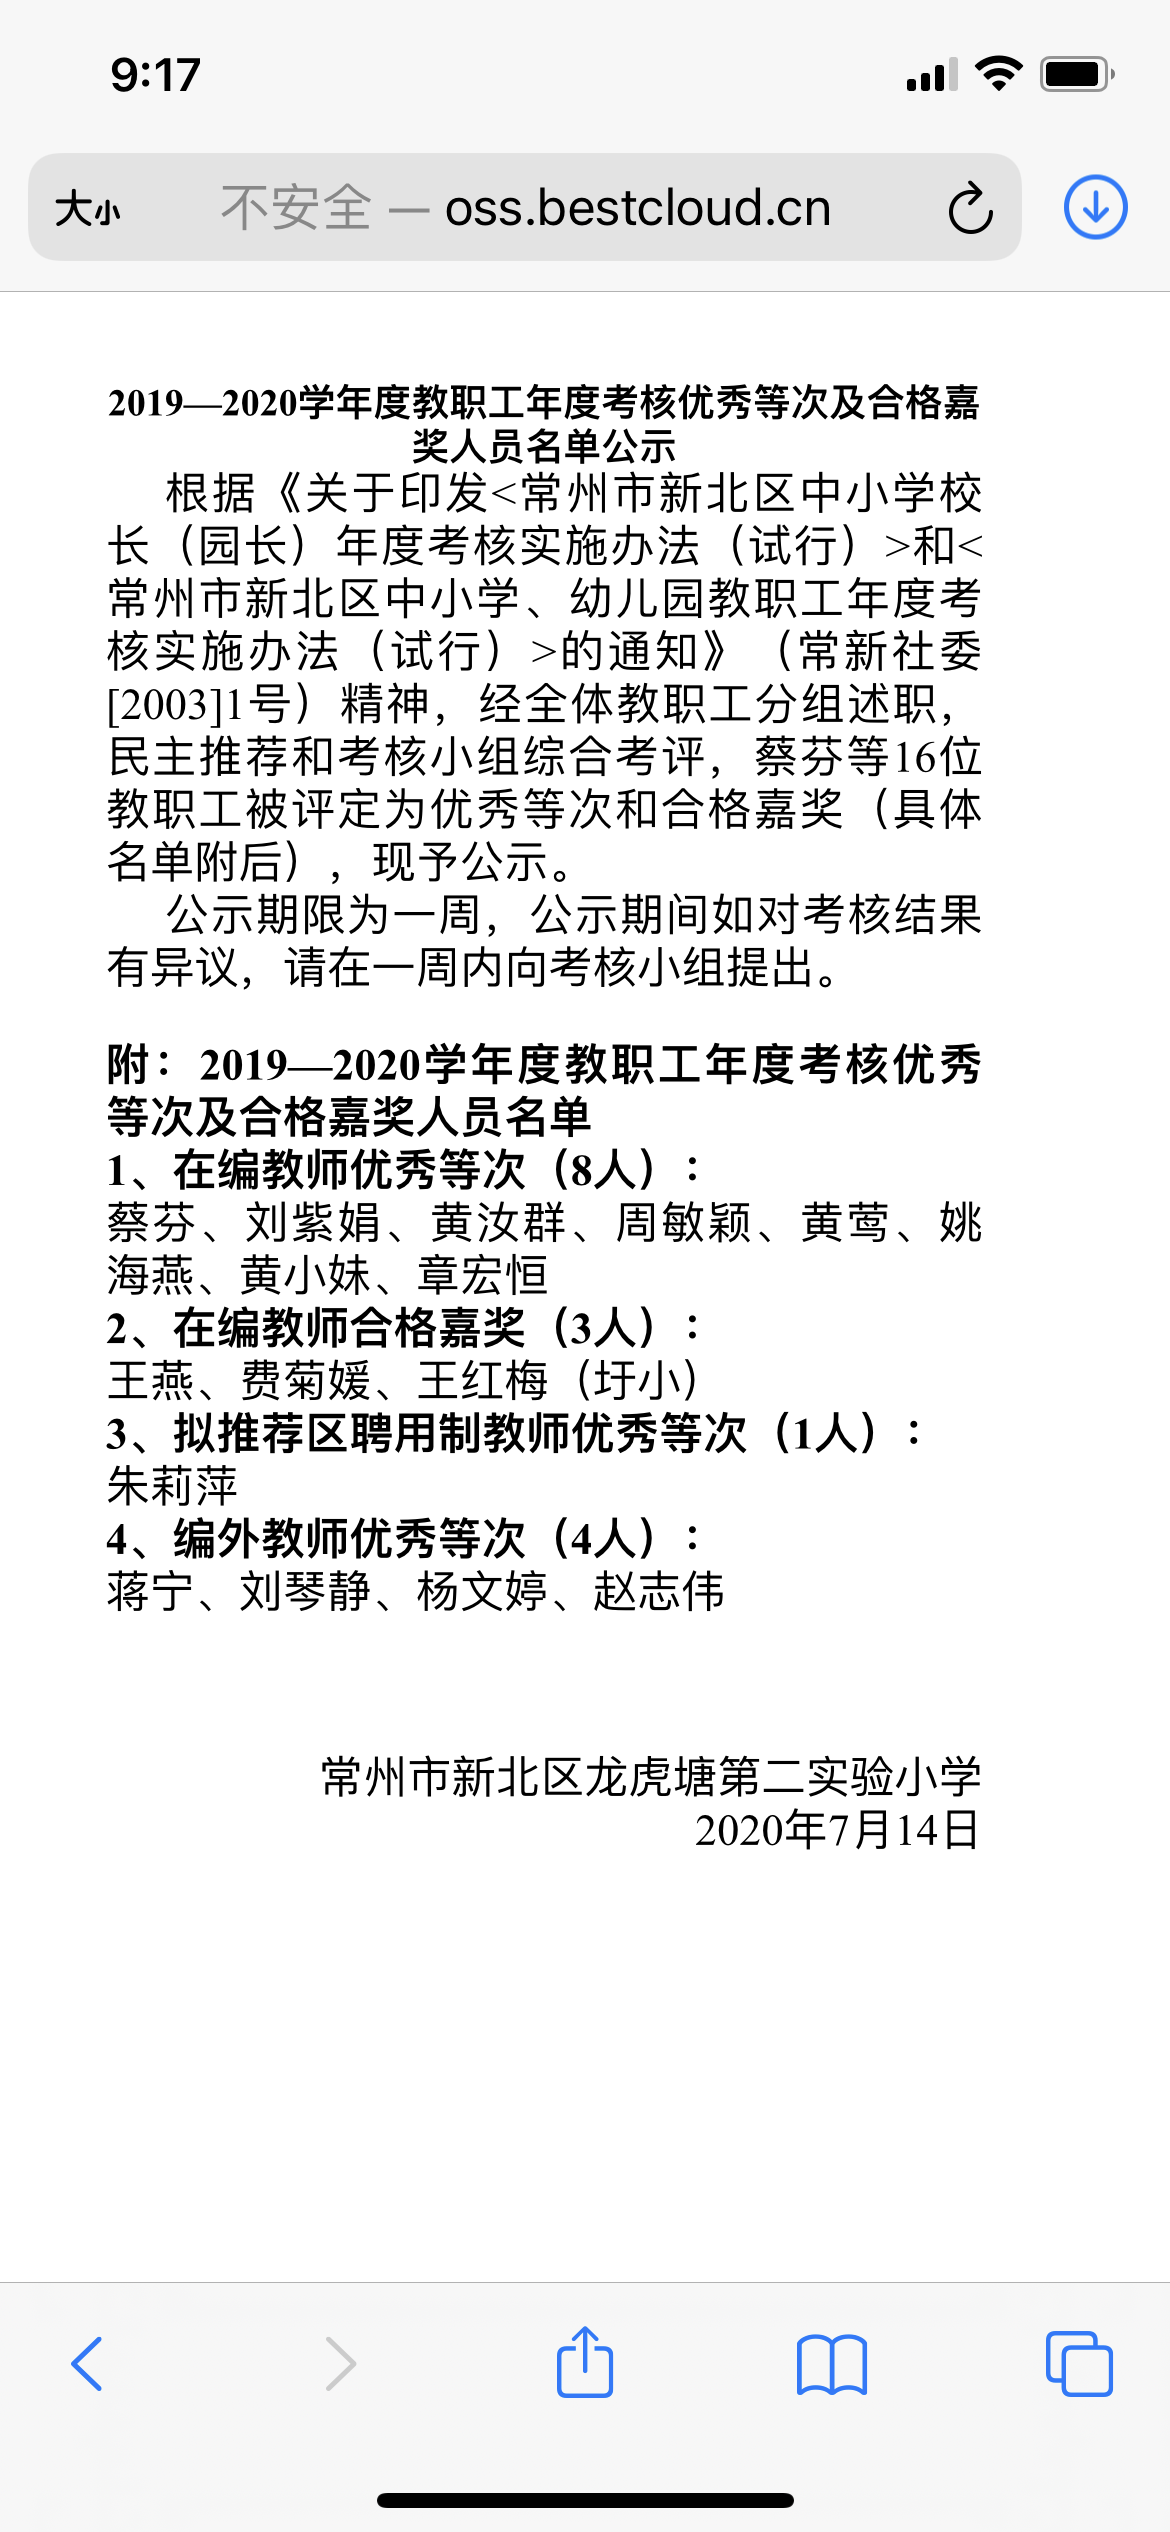 9:17
大小 不安全 — oss.bestcloud.cn
2019—2020学年度教职工年度考核优秀等次及合格嘉
奖人员名单公示
根据《关于印发<常州市新北区中小学校
长（园长）年度考核实施办法（试行）>和<
常州市新北区中小学、幼儿园教职工年度考
核实施办法（试行）>的通知》（常新社委
[2003]1号）精神，经全体教职工分组述职，
民主推荐和考核小组综合考评，蔡芬等16位
教职工被评定为优秀等次和合格嘉奖（具体
名单附后），现予公示。
公示期限为一周，公示期间如对考核结果
有异议，请在一周内向考核小组提出。
附：2019—2020学年度教职工年度考核优秀
等次及合格嘉奖人员名单
1、在编教师优秀等次（8人）：
蔡芬、刘紫娟、黄汝群、周敏颖、黄莺、姚
海燕、黄小妹、章宏恒
2、在编教师合格嘉奖（3人）：
王燕、费菊媛、王红梅（圩小）
3、拟推荐区聘用制教师优秀等次（1人）：
朱莉萍
4、编外教师优秀等次（4人）：
蒋宁、刘琴静、杨文婷、赵志伟
常州市新北区龙虎塘第二实验小学
2020年7月14日